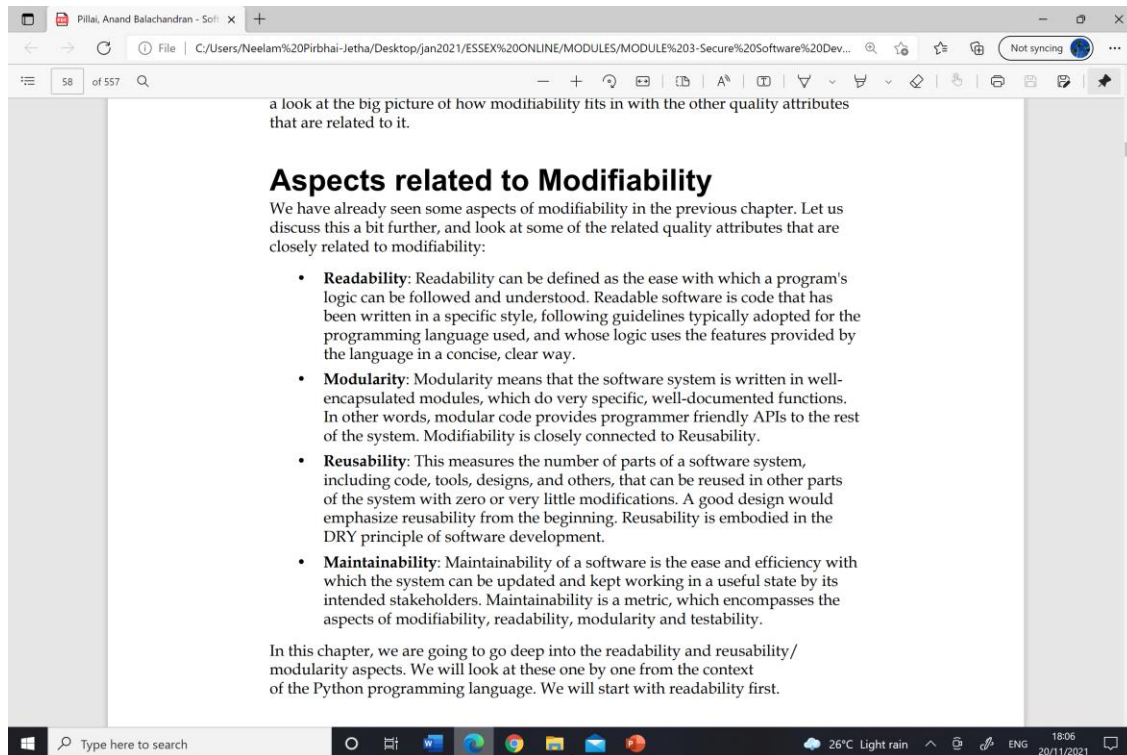 Pillai, Anand Balachandran - Soft
File | C:/Users/Neelam%20Pirbhai-Jetha/Desktop/jan2021/ESSEX%20ONLINE/MODULES/MODULE%203-Secure%20Software%20Dev...
Not syncing
58 of 557
a look at the big picture of how modifiability fits in with the other quality attributes
that are related to it.
Aspects related to Modifiability
We have already seen some aspects of modifiability in the previous chapter. Let us
discuss this a bit further, and look at some of the related quality attributes that are
closely related to modifiability:
• Readability: Readability can be defined as the ease with which a program's
logic can be followed and understood. Readable software is code that has
been written in a specific style, following guidelines typically adopted for the
programming language used, and whose logic uses the features provided by
the language in a concise, clear way.
• Modularity: Modularity means that the software system is written in well-
encapsulated modules, which do very specific, well-documented functions.
In other words, modular code provides programmer friendly APIs to the rest
of the system. Modifiability is closely connected to Reusability.
• Reusability: This measures the number of parts of a software system,
including code, tools, designs, and others, that can be reused in other parts
of the system with zero or very little modifications. A good design would
emphasize reusability from the beginning. Reusability is embodied in the
DRY principle of software development.
• Maintainability: Maintainability of a software is the ease and efficiency with
which the system can be updated and kept working in a useful state by its
intended stakeholders. Maintainability is a metric, which encompasses the
aspects of modifiability, readability, modularity and testability.
In this chapter, we are going to go deep into the readability and reusability/
modularity aspects. We will look at these one by one from the context
of the Python programming language. We will start with readability first.
Type here to search
26°C Light rain
ENG
18:06
20/11/2021